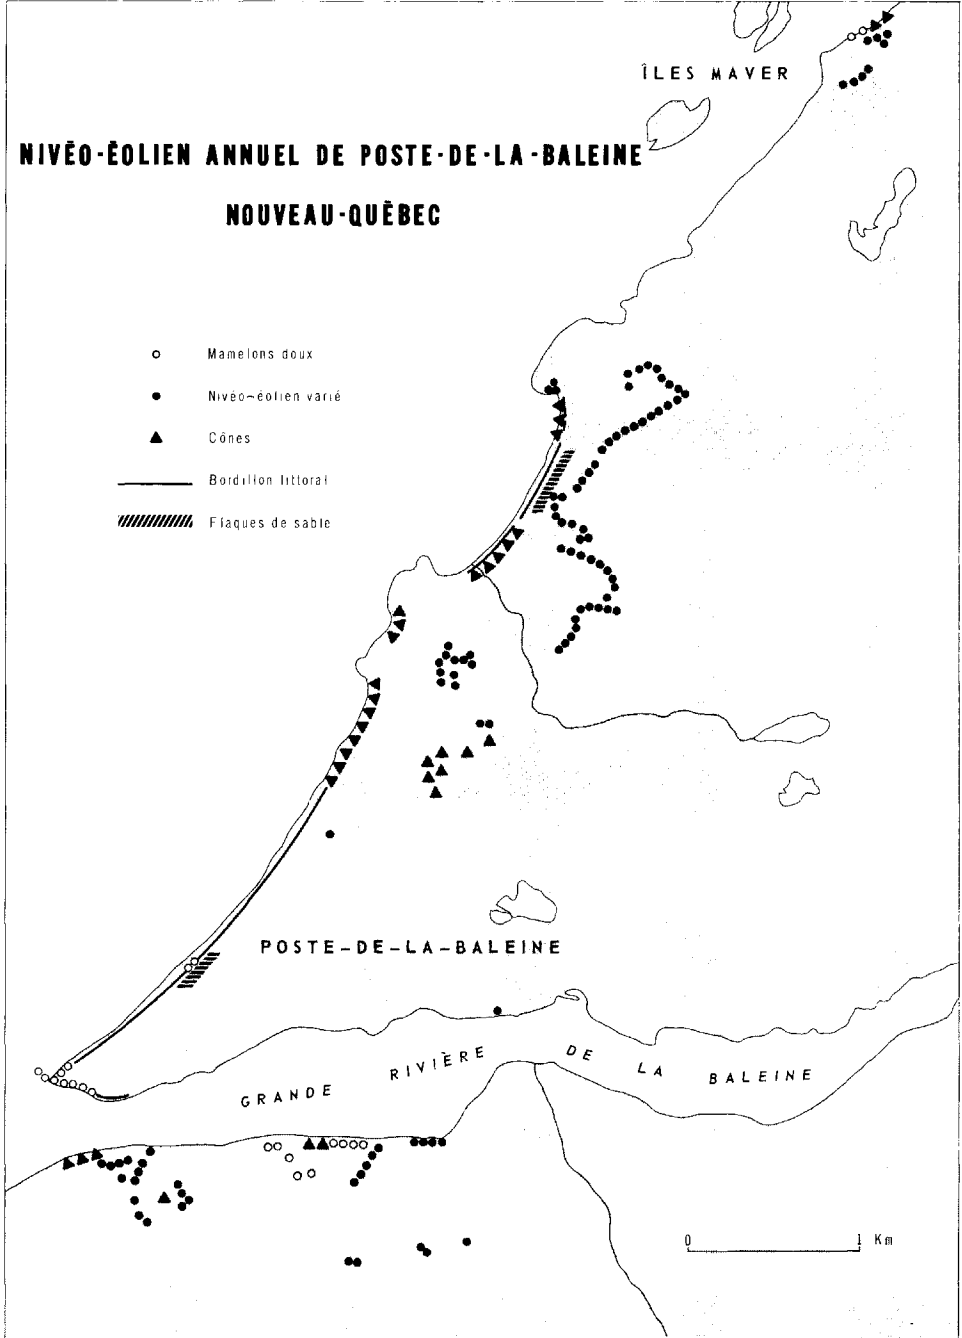 ÎLES MAVER
NIVÉO-ÉOLIEN ANNUEL DE POSTE-DE-LA-BALEINE
NOUVEAU-QUÉBEC
Mamelons doux
Nivéo-éolien varié
Cônes
Bordillon littoral
Flaques de sable
POSTE-DE-LA-BALEINE
GRANDE RIVIÈRE DE LA BALEINE
0 1 Km